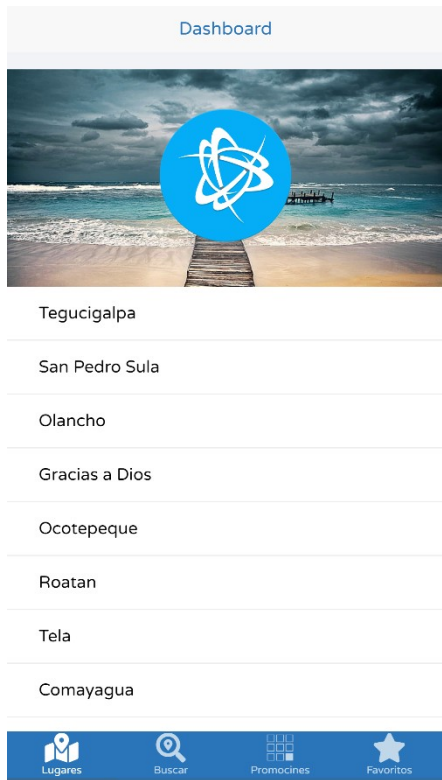 Dashboard
Tegucigalpa
San Pedro Sula
Olancho
Gracias a Dios
Ocotepeque
Roatan
Tela
Comayagua
Lugares Buscar Promocines Favoritos